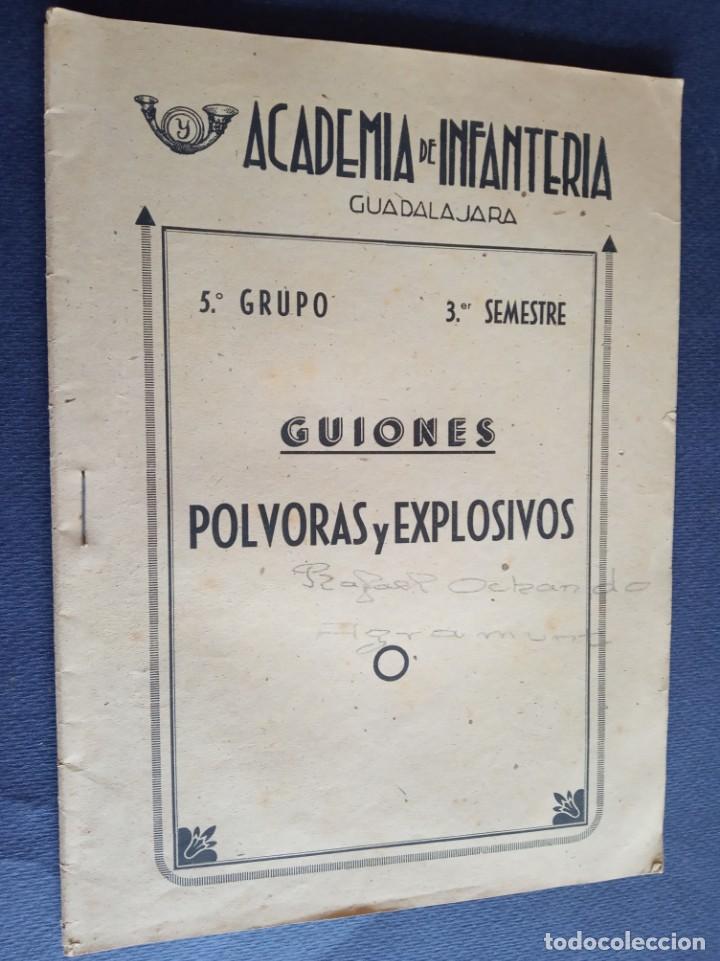 y ACADEMIA DE INFANTERIA
GUADALAJARA
5.º GRUPO 3.er SEMESTRE
GUIONES
POLVORAS y EXPLOSIVOS
Rafael Ochando
Agramunt
todocoleccion